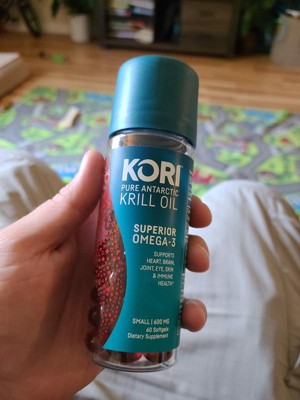 KORI
PURE ANTARCTIC
KRILL OIL
SUPERIOR
OMEGA-3
SUPPORTS
HEART, BRAIN,
JOINT, EYE, SKIN
& IMMUNE
HEALTH*
SMALL | 600 MG
60 Softgels
Dietary Supplement